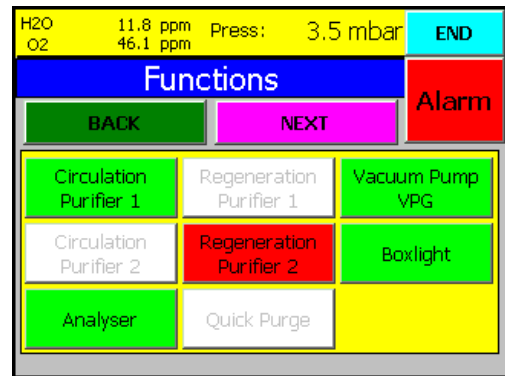 H2O 11.8 ppm Press: 3.5 mbar END
O2 46.1 ppm
Functions
Alarm
BACK NEXT
Circulation Regeneration Vacuum Pump
Purifier 1 Purifier 1 VPG
Circulation Regeneration Boxlight
Purifier 2 Purifier 2
Analyser Quick Purge